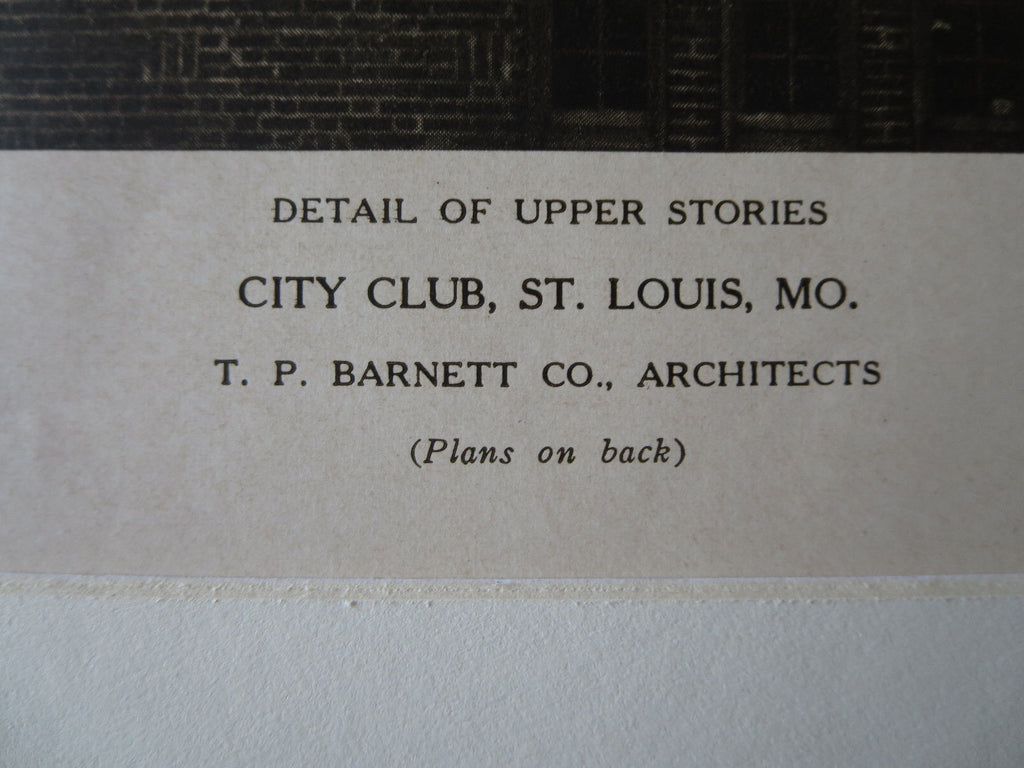 DETAIL OF UPPER STORIES
CITY CLUB, ST. LOUIS, MO.
T. P. BARNETT CO., ARCHITECTS
(Plans on back)